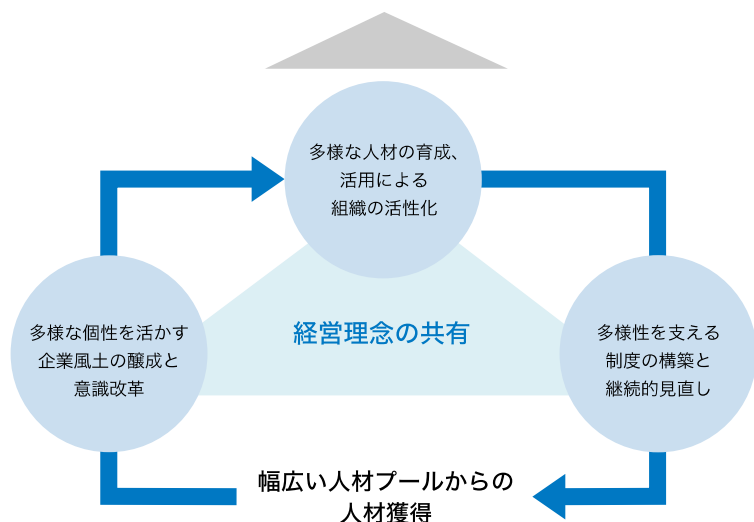 多様な人材の育成、
活用による
組織の活性化
経営理念の共有
多様な個性を活かす
企業風土の醸成と
意識改革
多様性を支える
制度の構築と
継続的見直し
幅広い人材プールからの
人材獲得